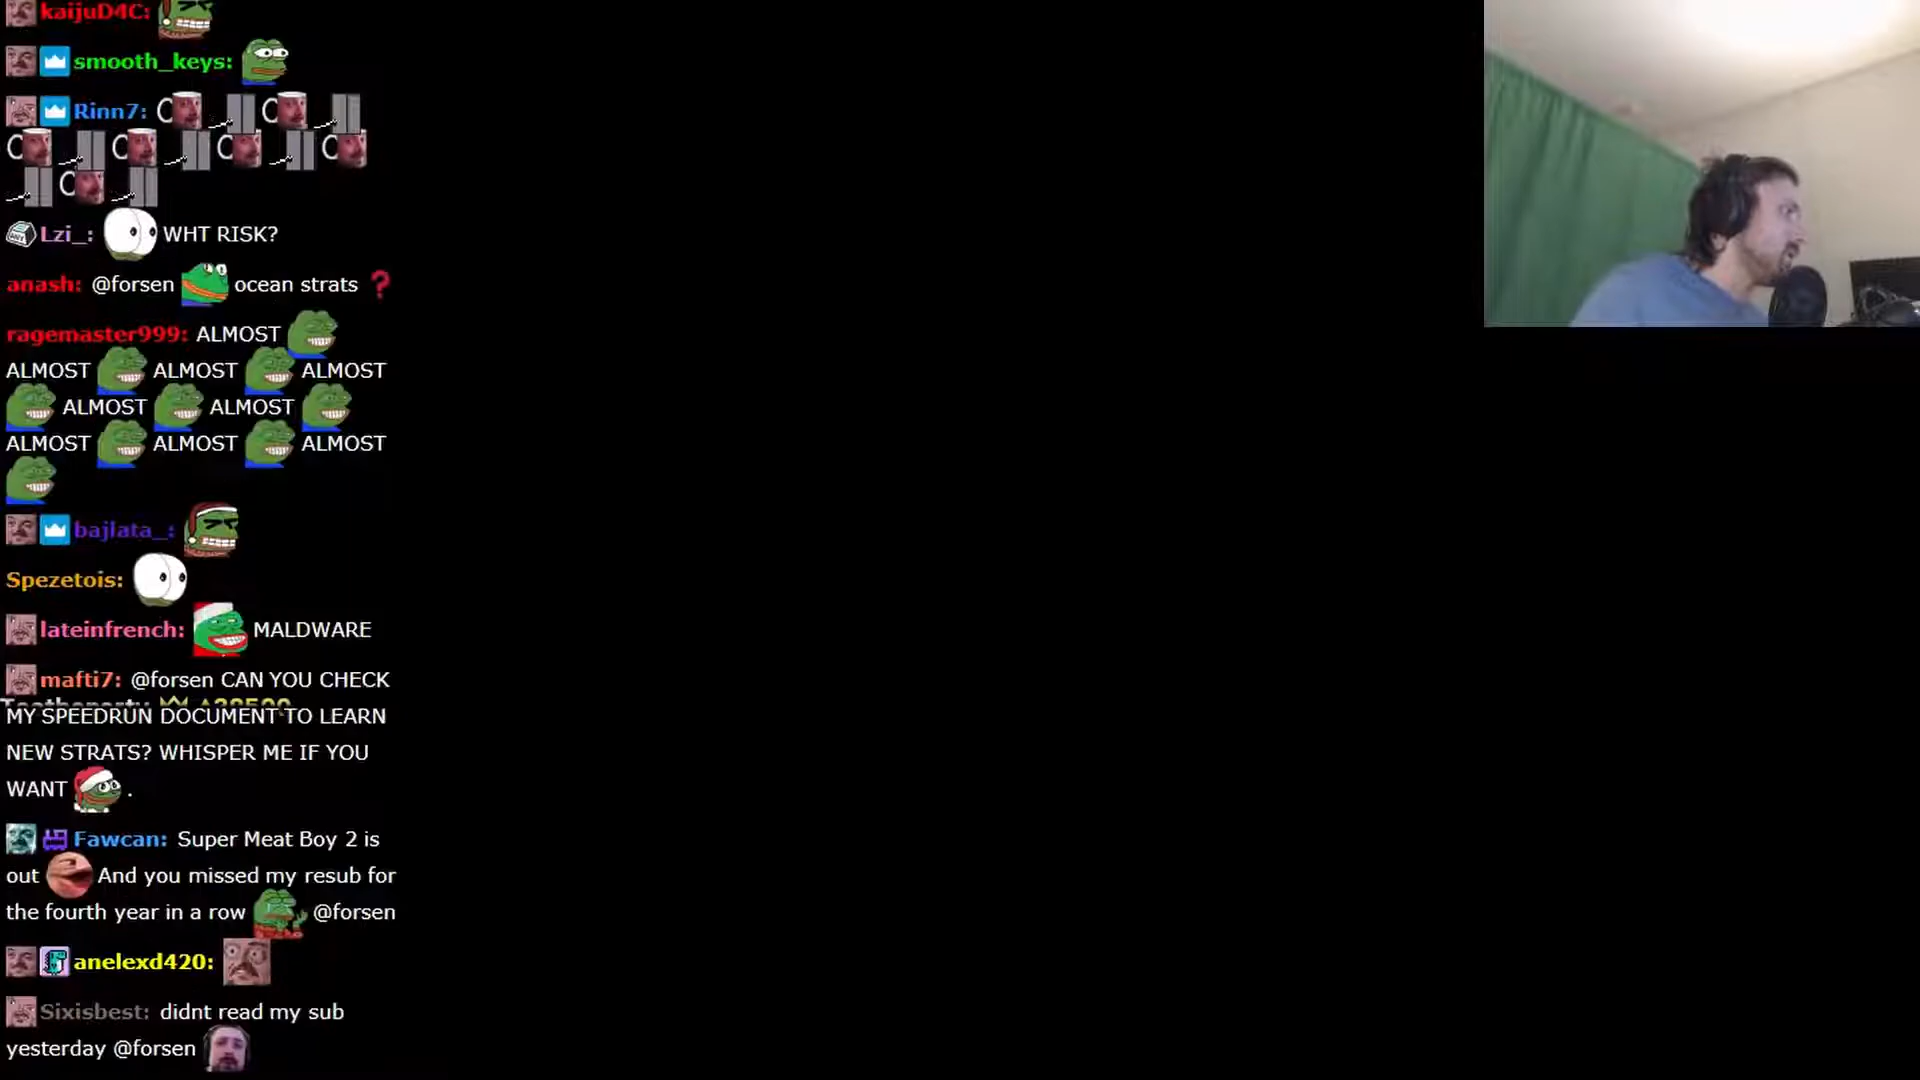 kaijuD4C:
smooth_keys:
Rinn7:
Lzi_: WHT RISK?
anash: @forsen ocean strats ?
ragemaster999: ALMOST
ALMOST ALMOST ALMOST
ALMOST ALMOST
ALMOST ALMOST ALMOST
bajlata_:
Spezetois:
lateinfrench: MALDWARE
mafti7: @forsen CAN YOU CHECK
MY SPEEDRUN DOCUMENT TO LEARN
NEW STRATS? WHISPER ME IF YOU
WANT .
Fawcan: Super Meat Boy 2 is
out And you missed my resub for
the fourth year in a row @forsen
anelexd420:
Sixisbest: didnt read my sub
yesterday @forsen